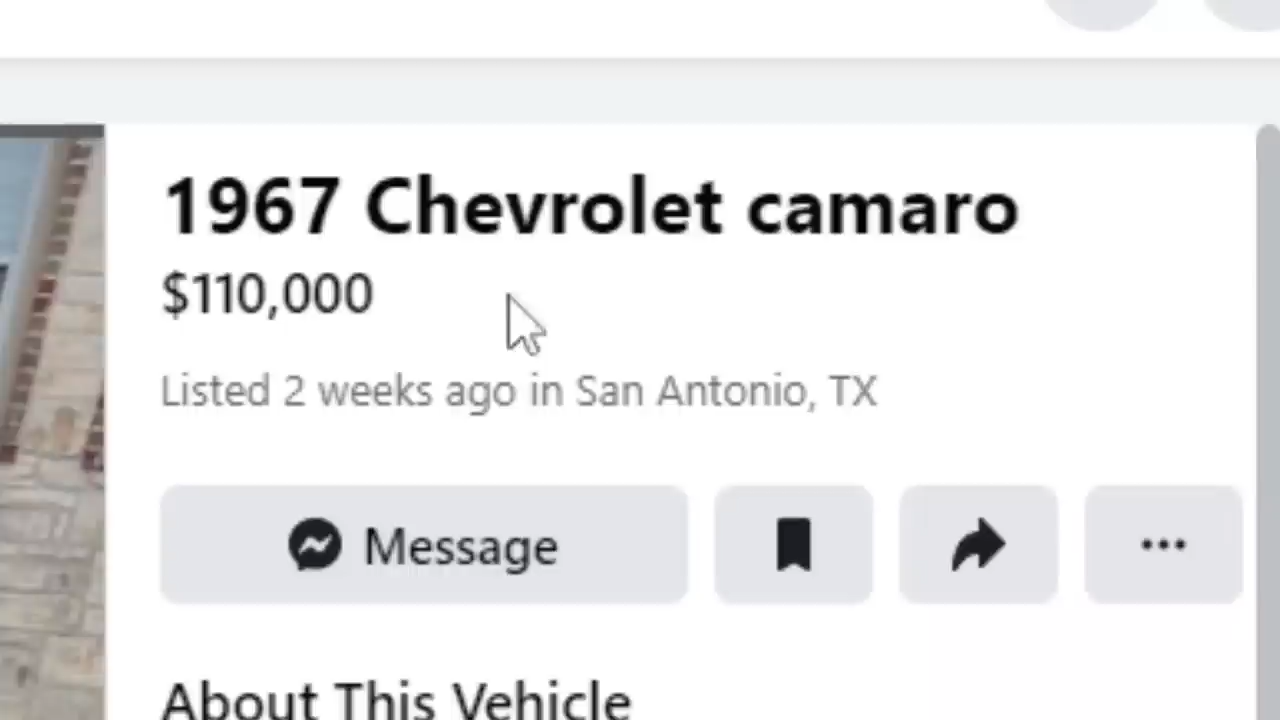 1967 Chevrolet camaro
$110,000
Listed 2 weeks ago in San Antonio, TX
Message
About This Vehicle